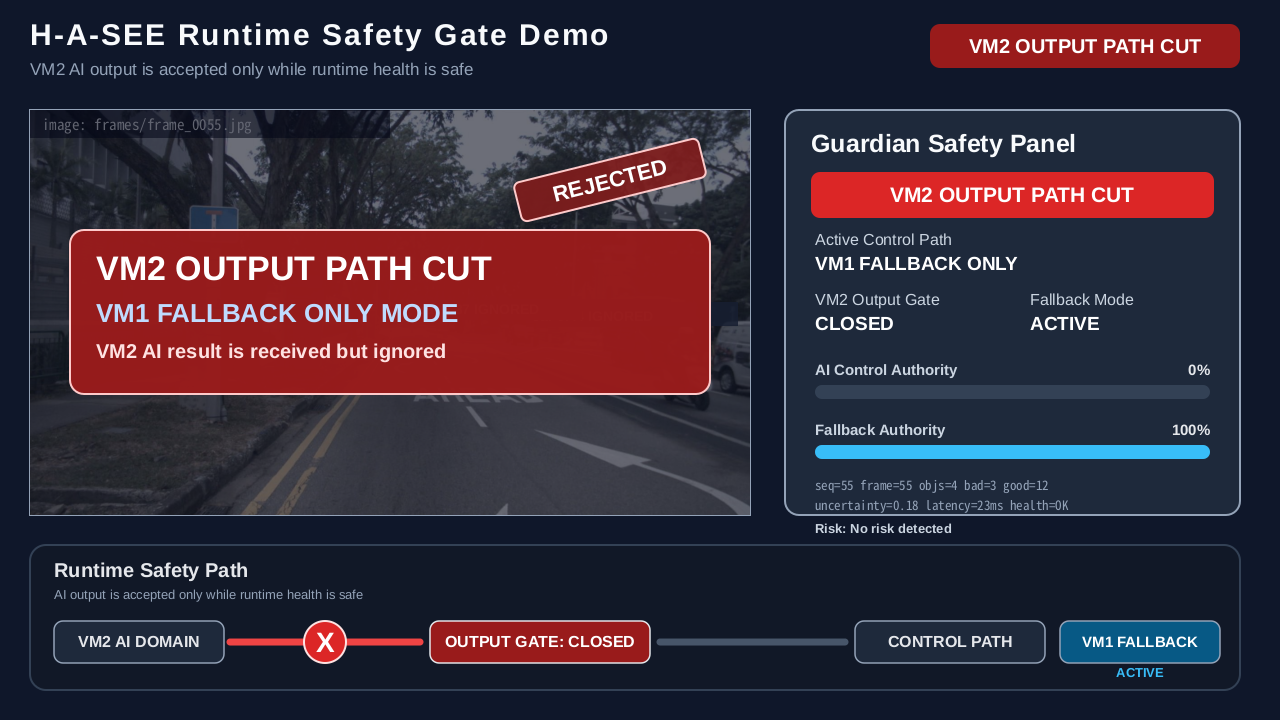 H-A-SEE Runtime Safety Gate Demo
VM2 AI output is accepted only while runtime health is safe
VM2 OUTPUT PATH CUT
image: frames/frame_0055.jpg
REJECTED
VM2 OUTPUT PATH CUT
VM1 FALLBACK ONLY MODE
VM2 AI result is received but ignored
Guardian Safety Panel
VM2 OUTPUT PATH CUT
Active Control Path
VM1 FALLBACK ONLY
VM2 Output Gate
CLOSED
Fallback Mode
ACTIVE
AI Control Authority 0%
Fallback Authority 100%
seq=55 frame=55 objs=4 bad=3 good=12
uncertainty=0.18 latency=23ms health=OK
Risk: No risk detected
Runtime Safety Path
AI output is accepted only while runtime health is safe
VM2 AI DOMAIN
X
OUTPUT GATE: CLOSED
CONTROL PATH
VM1 FALLBACK
ACTIVE